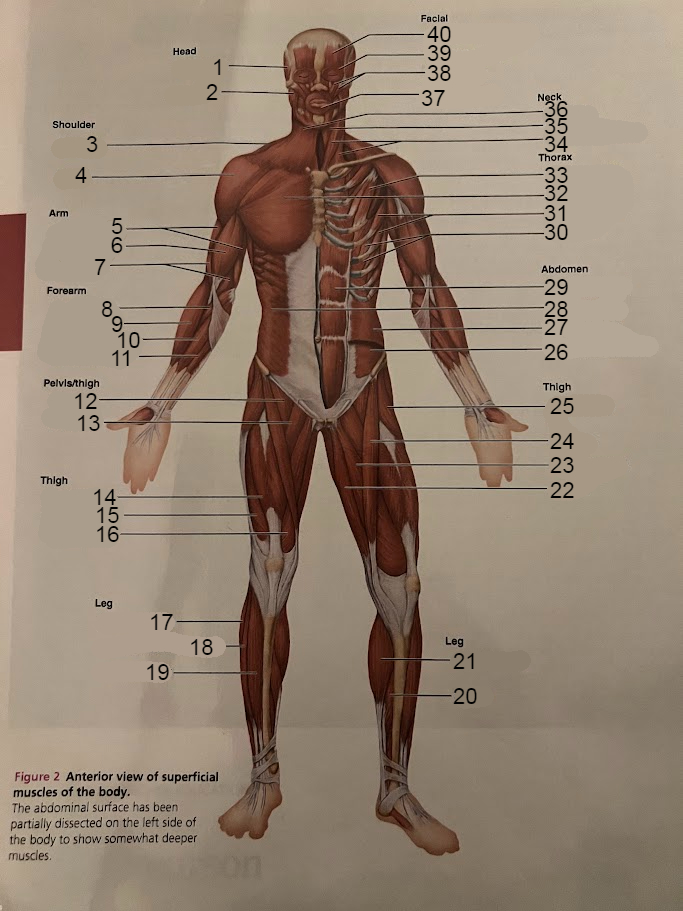 Facial
40
Head
39
1
38
2
37
Neck
36
Shoulder
35
3
34
Thorax
4
33
32
Arm
31
5
30
6
7
Abdomen
Forearm
29
8
28
9
27
10
26
11
Pelvis/thigh
Thigh
12
25
13
24
23
Thigh
22
14
15
16
Leg
17
18
Leg
21
19
20
Figure 2 Anterior view of superficial
muscles of the body.
The abdominal surface has been
partially dissected on the left side of
the body to show somewhat deeper
muscles.